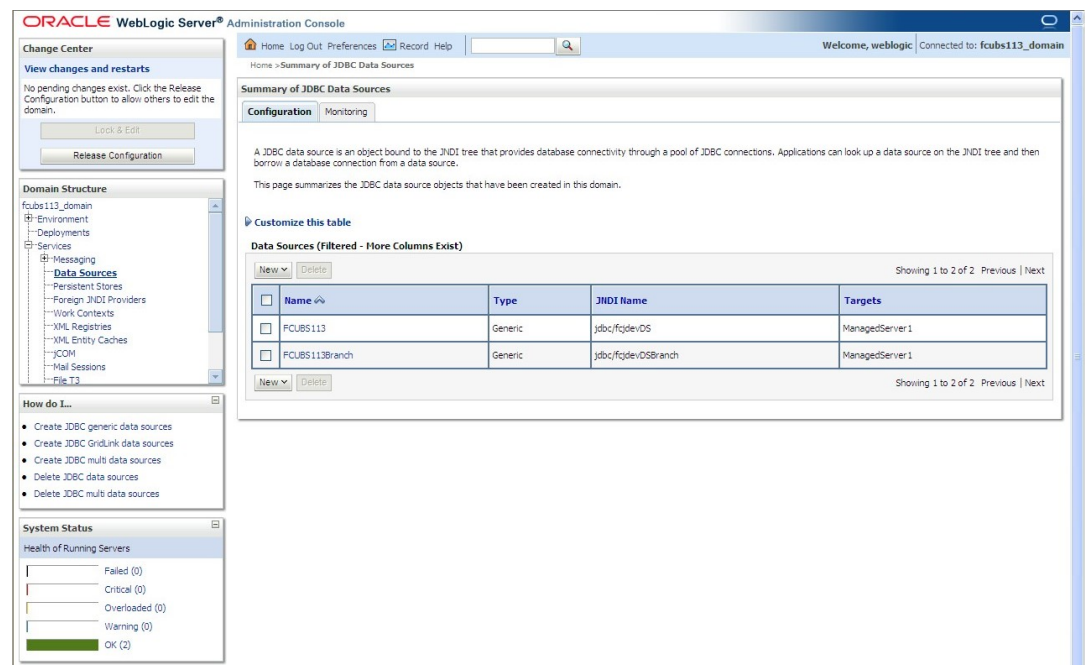 ORACLE WebLogic Server® Administration Console
Change Center
View changes and restarts
No pending changes exist. Click the Release
Configuration button to allow others to edit the
domain.
Lock & Edit
Release Configuration
Domain Structure
fcubs113_domain
Environment
Deployments
Services
Messaging
Data Sources
Persistent Stores
Foreign JNDI Providers
Work Contexts
XML Registries
XML Entity Caches
jCOM
Mail Sessions
File T3
How do I...
Create JDBC generic data sources
Create JDBC GridLink data sources
Create JDBC multi data sources
Delete JDBC data sources
Delete JDBC multi data sources
System Status
Health of Running Servers
Failed (0)
Critical (0)
Overloaded (0)
Warning (0)
OK (2)
Home Log Out Preferences Record Help
Welcome, weblogic Connected to: fcubs113_domain
Home >Summary of JDBC Data Sources
Summary of JDBC Data Sources
Configuration Monitoring
A JDBC data source is an object bound to the JNDI tree that provides database connectivity through a pool of JDBC connections. Applications can look up a data source on the JNDI tree and then
borrow a database connection from a data source.
This page summarizes the JDBC data source objects that have been created in this domain.
Customize this table
Data Sources (Filtered - More Columns Exist)
New Delete Showing 1 to 2 of 2 Previous | Next
Name Type JNDI Name Targets
FCUBS113 Generic jdbc/fcjdevDS ManagedServer1
FCUBS113Branch Generic jdbc/fcjdevDSBranch ManagedServer1
New Delete Showing 1 to 2 of 2 Previous | Next